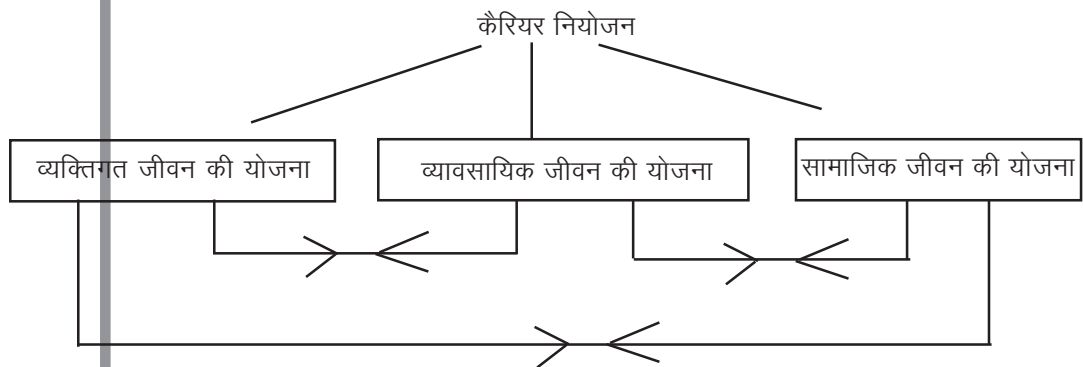 कैरियर नियोजन
व्यक्तिगत जीवन की योजना
व्यावसायिक जीवन की योजना
सामाजिक जीवन की योजना